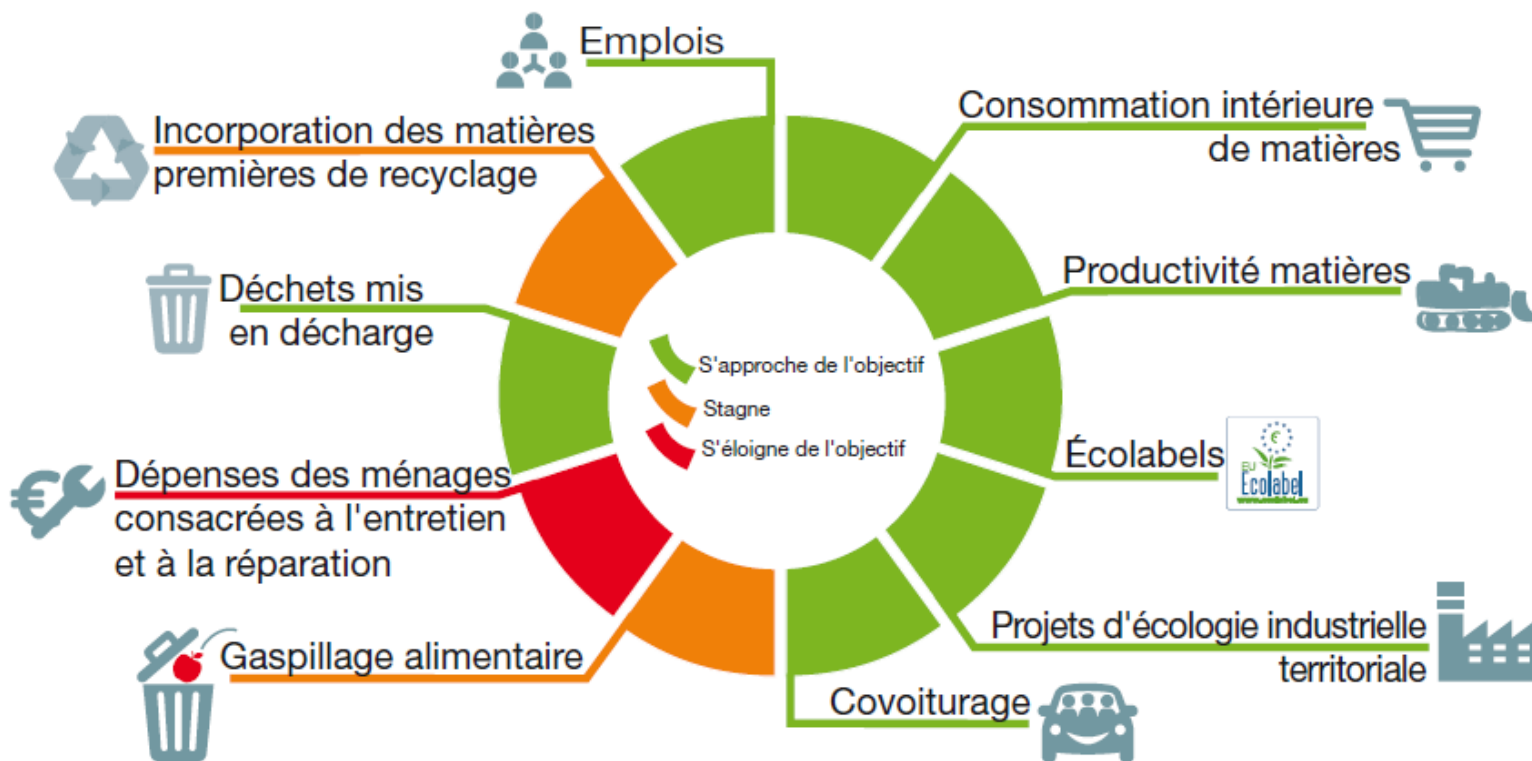 Emplois
Consommation intérieure
de matières
Incorporation des matières
premières de recyclage
Productivité matières
Déchets mis
en décharge
S'approche de l'objectif
Stagne
S'éloigne de l'objectif
Écolabels
EU
Ecolabel
Dépenses des ménages
consacrées à l'entretien
et à la réparation
Projets d'écologie industrielle
territoriale
Gaspillage alimentaire
Covoiturage